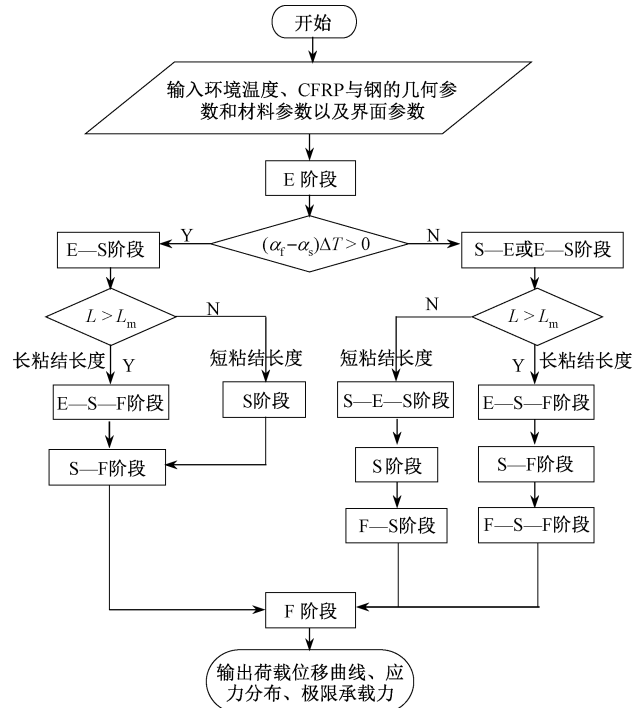 开始
输入环境温度、CFRP与钢的几何参
数和材料参数以及界面参数
E 阶段
(αf−αs)ΔT > 0
Y
N
E—S阶段
S—E或E—S阶段
L > Lm
N
N
L > Lm
长粘结长度
Y
短粘结长度
短粘结长度
Y
长粘结长度
E—S—F阶段
S阶段
S—E—S阶段
E—S—F阶段
S—F阶段
S阶段
S—F阶段
F—S阶段
F—S—F阶段
F 阶段
输出荷载位移曲线、应
力分布、极限承载力